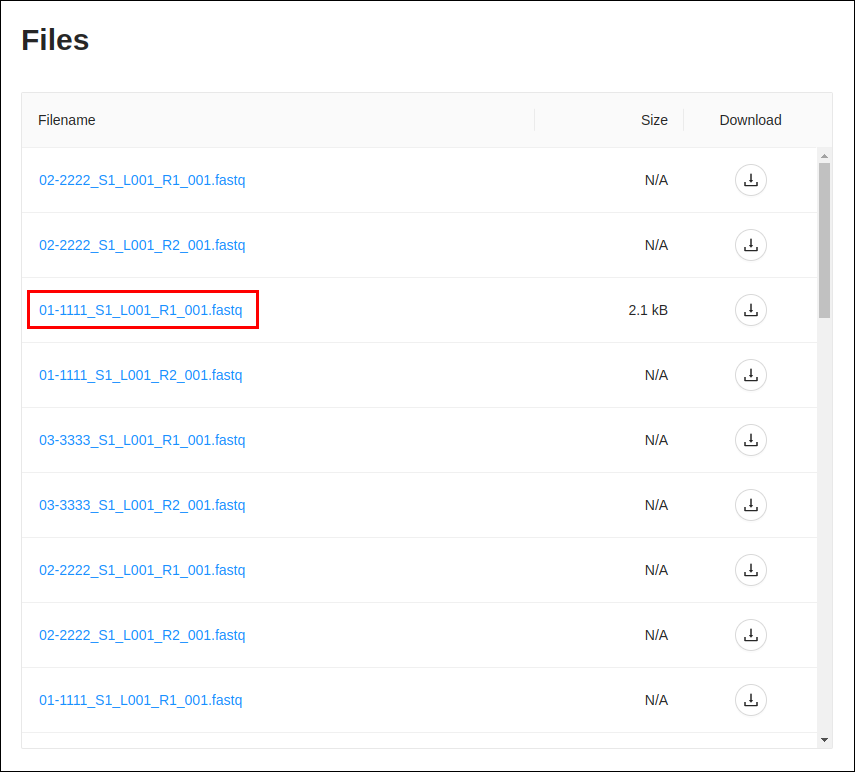 Files
Filename Size Download
02-2222_S1_L001_R1_001.fastq N/A
02-2222_S1_L001_R2_001.fastq N/A
01-1111_S1_L001_R1_001.fastq 2.1 kB
01-1111_S1_L001_R2_001.fastq N/A
03-3333_S1_L001_R1_001.fastq N/A
03-3333_S1_L001_R2_001.fastq N/A
02-2222_S1_L001_R1_001.fastq N/A
02-2222_S1_L001_R2_001.fastq N/A
01-1111_S1_L001_R1_001.fastq N/A